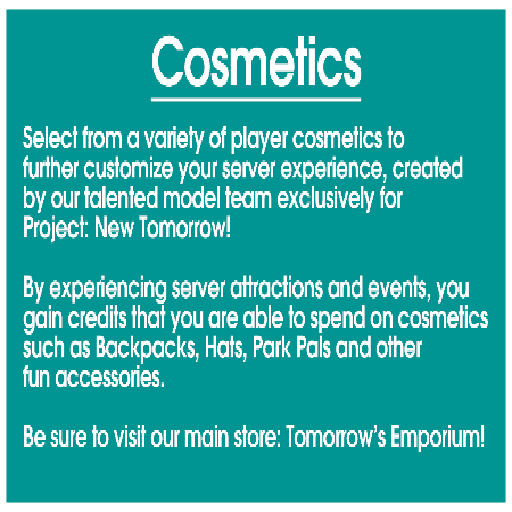 Cosmetics
Select from a variety of player cosmetics to
further customize your server experience, created
by our talented model team exclusively for
Project: New Tomorrow!
By experiencing server attractions and events, you
gain credits that you are able to spend on cosmetics
such as Backpacks, Hats, Park Pals and other
fun accessories.
Be sure to visit our main store: Tomorrow's Emporium!